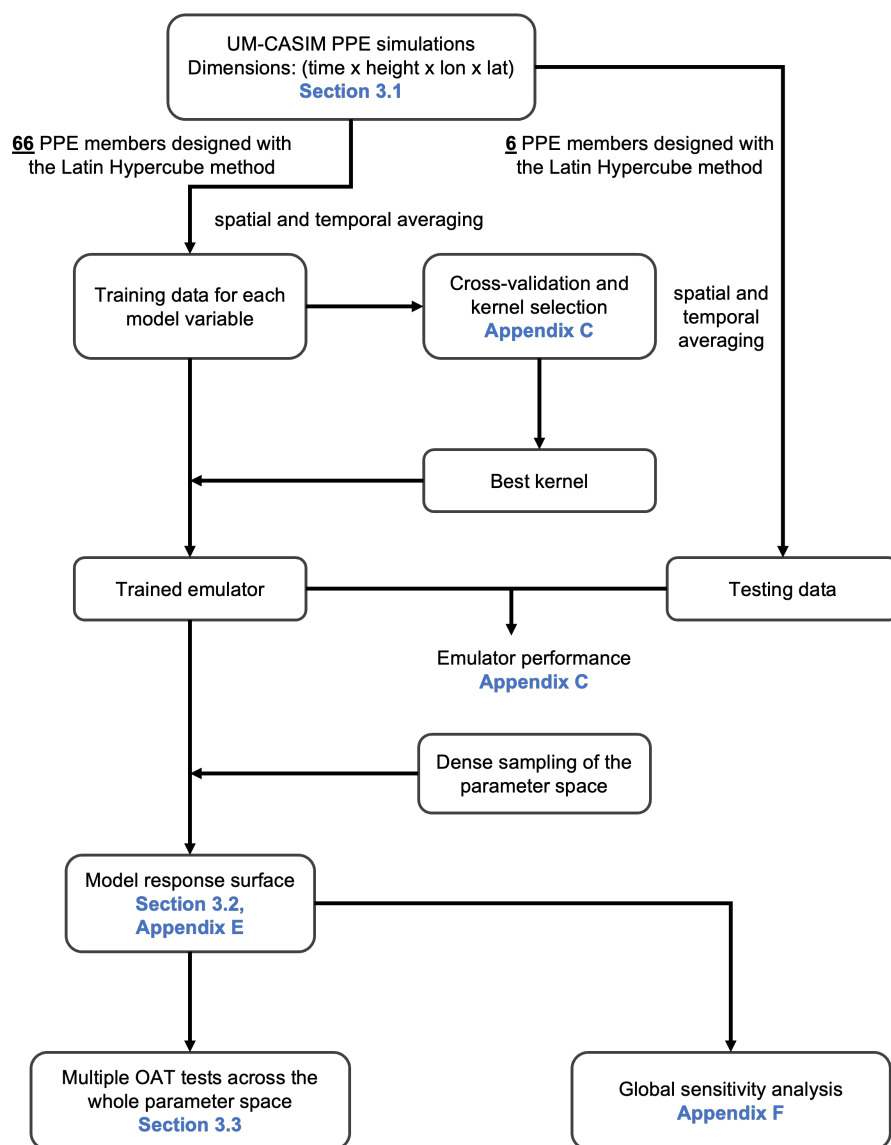 UM-CASIM PPE simulations
Dimensions: (time x height x lon x lat)
Section 3.1
66 PPE members designed with
the Latin Hypercube method
6 PPE members designed with
the Latin Hypercube method
spatial and temporal averaging
Training data for each
model variable
Cross-validation and
kernel selection
Appendix C
spatial and
temporal
averaging
Best kernel
Trained emulator
Testing data
Emulator performance
Appendix C
Dense sampling of the
parameter space
Model response surface
Section 3.2,
Appendix E
Multiple OAT tests across the
whole parameter space
Section 3.3
Global sensitivity analysis
Appendix F